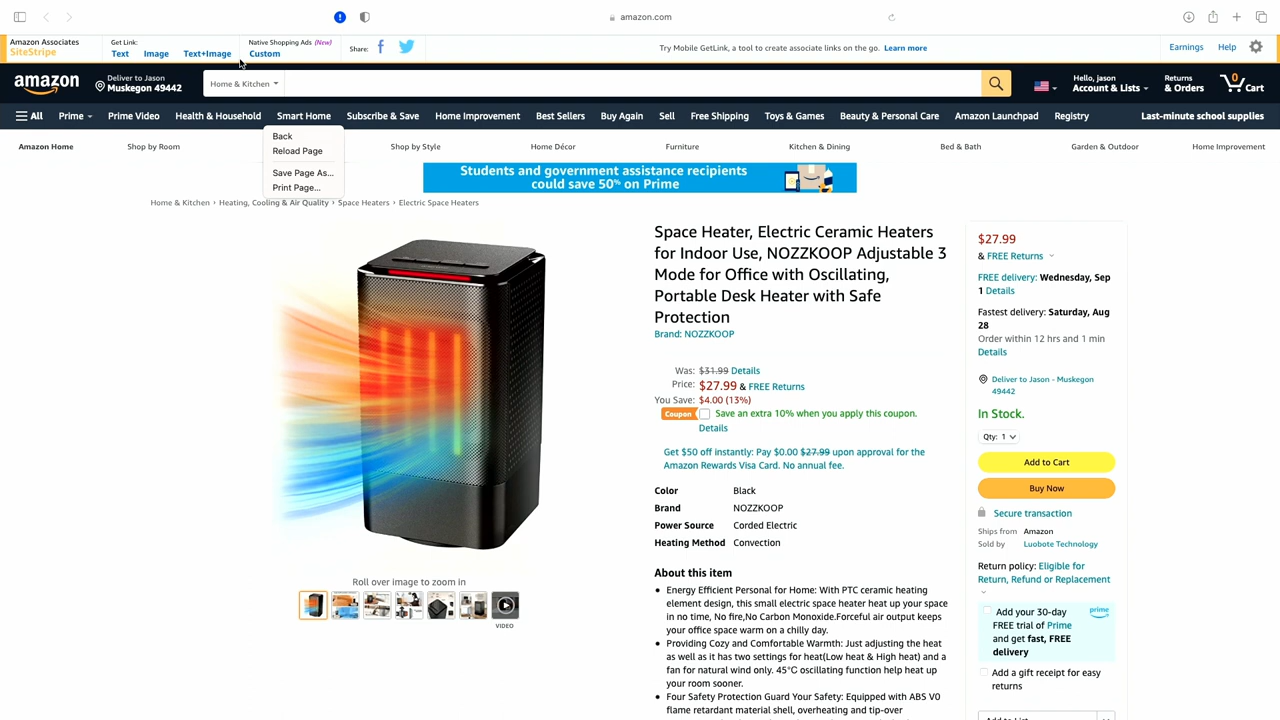 amazon.com
Amazon Associates
SiteStripe
Get Link:
Text Image Text+Image
Native Shopping Ads (New)
Custom
Share:
Try Mobile GetLink, a tool to create associate links on the go. Learn more
Earnings Help
amazon
Deliver to Jason
Muskegon 49442
Home & Kitchen
Hello, jason
Account & Lists
Returns
& Orders
0
Cart
All Prime Prime Video Health & Household Smart Home Subscribe & Save Home Improvement Best Sellers Buy Again Sell Free Shipping Toys & Games Beauty & Personal Care Amazon Launchpad Registry Last-minute school supplies
Back
Reload Page
Save Page As...
Print Page...
Amazon Home Shop by Room Shop by Style Home Décor Furniture Kitchen & Dining Bed & Bath Garden & Outdoor Home Improvement
Students and government assistance recipients
could save 50% on Prime
Home & Kitchen › Heating, Cooling & Air Quality › Space Heaters › Electric Space Heaters
Roll over image to zoom in
VIDEO
Space Heater, Electric Ceramic Heaters
for Indoor Use, NOZZKOOP Adjustable 3
Mode for Office with Oscillating,
Portable Desk Heater with Safe
Protection
Brand: NOZZKOOP
Was: $31.99 Details
Price: $27.99 & FREE Returns
You Save: $4.00 (13%)
Coupon Save an extra 10% when you apply this coupon.
Details
Get $50 off instantly: Pay $0.00 $27.99 upon approval for the
Amazon Rewards Visa Card. No annual fee.
Color Black
Brand NOZZKOOP
Power Source Corded Electric
Heating Method Convection
About this item
• Energy Efficient Personal for Home: With PTC ceramic heating
element design, this small electric space heater heat up your space
in no time, No fire,No Carbon Monoxide.Forceful air output keeps
your office space warm on a chilly day.
• Providing Cozy and Comfortable Warmth: Just adjusting the heat
as well as it has two settings for heat(Low heat & High heat) and a
fan for natural wind only. 45°C oscillating function help heat up
your room sooner.
• Four Safety Protection Guard Your Safety: Equipped with ABS V0
flame retardant material shell, overheating and tip-over
$27.99
& FREE Returns
FREE delivery: Wednesday, Sep
1 Details
Fastest delivery: Saturday, Aug
28
Order within 12 hrs and 1 min
Details
Deliver to Jason - Muskegon
49442
In Stock.
Qty: 1
Add to Cart
Buy Now
Secure transaction
Ships from Amazon
Sold by Luobote Technology
Return policy: Eligible for
Return, Refund or Replacement
Add your 30-day
FREE trial of Prime
and get fast, FREE
delivery
prime
Add a gift receipt for easy
returns
Add to List